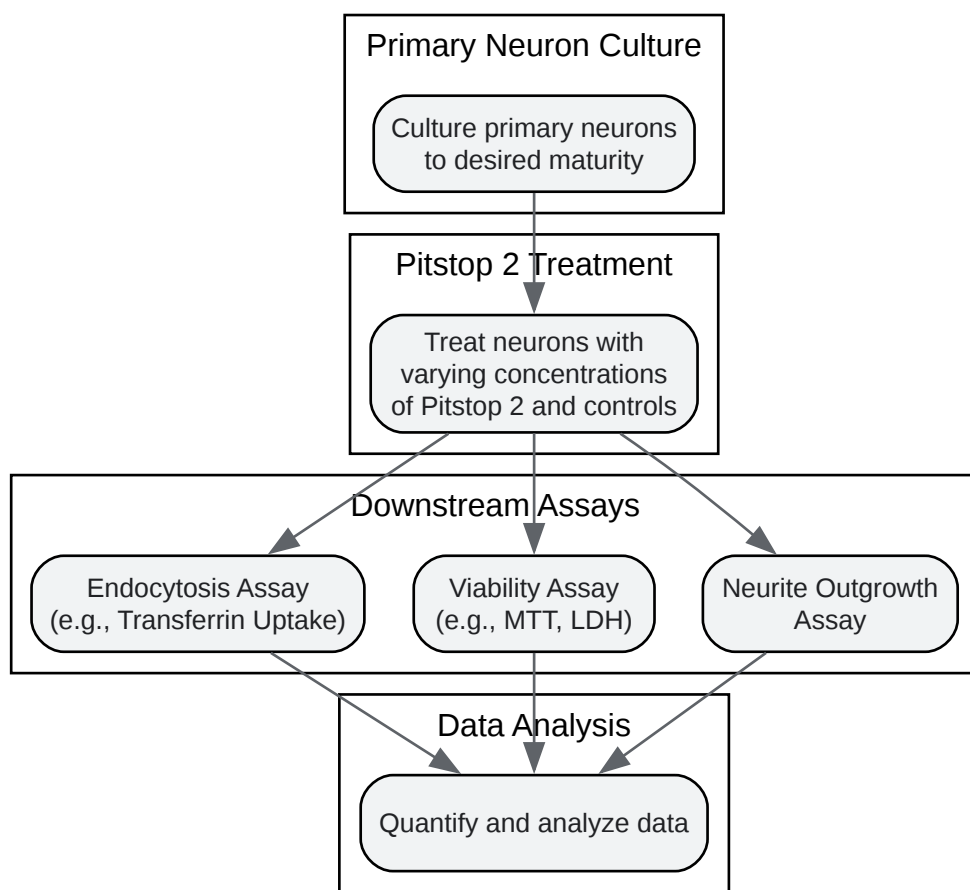 Primary Neuron Culture
Culture primary neurons
to desired maturity
Pitstop 2 Treatment
Treat neurons with
varying concentrations
of Pitstop 2 and controls
Downstream Assays
Endocytosis Assay
(e.g., Transferrin Uptake)
Viability Assay
(e.g., MTT, LDH)
Neurite Outgrowth
Assay
Data Analysis
Quantify and analyze data